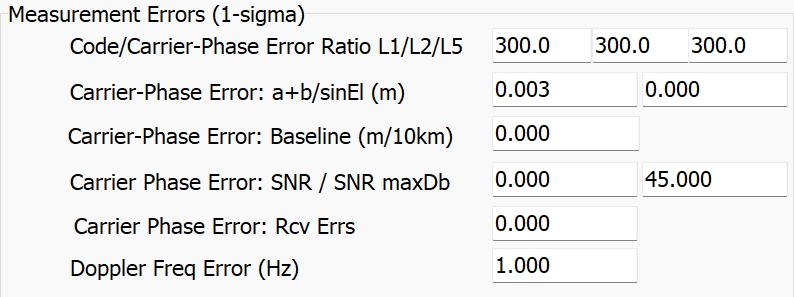 Measurement Errors (1-sigma)
Code/Carrier-Phase Error Ratio L1/L2/L5 300.0 300.0 300.0
Carrier-Phase Error: a+b/sinEl (m) 0.003 0.000
Carrier-Phase Error: Baseline (m/10km) 0.000
Carrier Phase Error: SNR / SNR maxDb 0.000 45.000
Carrier Phase Error: Rcv Errs 0.000
Doppler Freq Error (Hz) 1.000